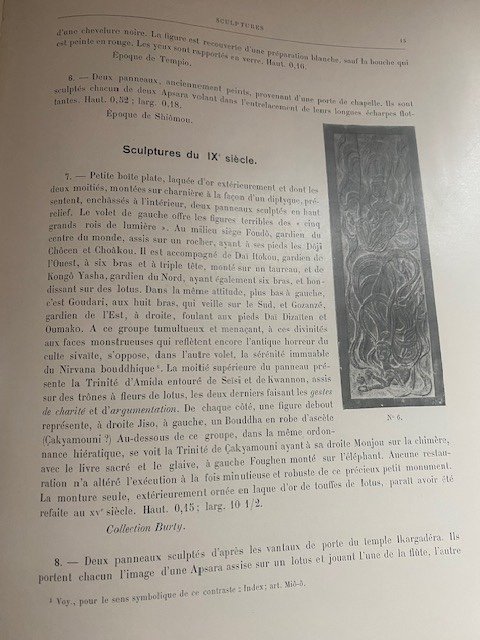 SCULPTURES
15
d'une chevelure noire. La figure est recouverte d'une préparation blanche, sauf la bouche qui
est peinte en rouge. Les yeux sont rapportés en verre. Haut. 0,16.
Époque de Tempio.
6. — Deux panneaux, anciennement peints, provenant d'une porte de chapelle. Ils sont
sculptés chacun de deux Apsara volant dans l'entrelacement de leurs longues écharpes flot-
tantes. Haut. 0,52 ; larg. 0,18.
Époque de Shiômou.
Sculptures du IXe siècle.
7. — Petite boîte plate, laquée d'or extérieurement et dont les
deux moitiés, montées sur charnière à la façon d'un diptyque, pré-
sentent, enchâssés à l'intérieur, deux panneaux sculptés en haut
relief. Le volet de gauche offre les figures terribles des « cinq
grands rois de lumière ». Au milieu siège Foudô, gardien du
centre du monde, assis sur un rocher, ayant à ses pieds les Dôji
Chôcen et Choâkou. Il est accompagné de Daï Itokou, gardien de
l'Ouest, à six bras et à triple tête, monté sur un taureau, et de
Kongô Yasha, gardien du Nord, ayant également six bras, et bon-
dissant sur des lotus. Dans la même attitude, plus bas à gauche,
c'est Goudari, aux huit bras, qui veille sur le Sud, et Gozanzé,
gardien de l'Est, à droite, foulant aux pieds Daï Dizaïten et
Oumako. A ce groupe tumultueux et menaçant, à ces divinités
aux faces monstrueuses qui reflètent encore l'antique horreur du
culte sivaïte, s'oppose, dans l'autre volet, la sérénité immuable
du Nirvana bouddhique ¹. La moitié supérieure du panneau pré-
sente la Trinité d'Amida entouré de Seïsi et de kwannon, assis
sur des trônes à fleurs de lotus, les deux derniers faisant les gestes
de charité et d'argumentation. De chaque côté, une figure debout
représente, à droite Jiso, à gauche, un Bouddha en robe d'ascète
(Çakyamouni ?) Au-dessous de ce groupe, dans la même ordon-
nance hiératique, se voit la Trinité de Çakyamouni ayant à sa droite Monjou sur la chimère,
avec le livre sacré et le glaive, à gauche Foughen monté sur l'éléphant. Aucune restau-
ration n'a altéré l'exécution à la fois minutieuse et robuste de ce précieux petit monument.
La monture seule, extérieurement ornée en laque d'or de touffes de lotus, paraît avoir été
refaite au XVe siècle. Haut. 0,15 ; larg. 10 1/2.
Collection Burty.
No 6.
8. — Deux panneaux sculptés d'après les vantaux de porte du temple Ikargadéra. Ils
portent chacun l'image d'une Apsara assise sur un lotus et jouant l'une de la flûte, l'autre
¹ Voy., pour le sens symbolique de ce contraste ; Index ; art. Miô-ô.